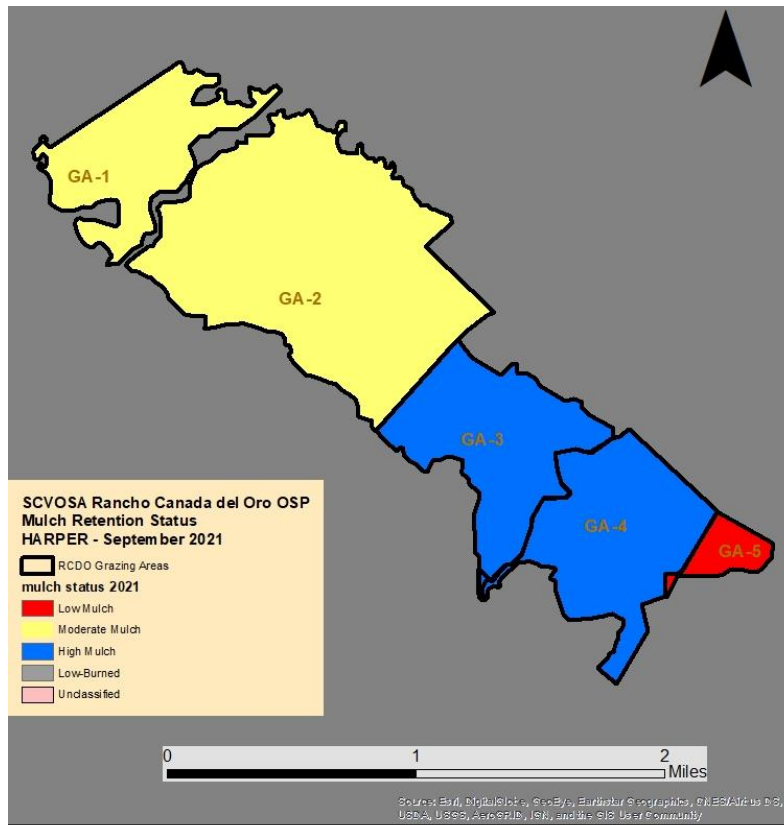 GA-1
GA-2
GA-3
GA-4
GA-5
SCVOSA Rancho Canada del Oro OSP
Mulch Retention Status
HARPER - September 2021
RCDO Grazing Areas
mulch status 2021
Low Mulch
Moderate Mulch
High Mulch
Low-Burned
Unclassified
0 1 2
Miles
Source: Esri, DigitalGlobe, GeoEye, Earthstar Geographics, CNES/Airbus DS,
USDA, USGS, AeroGRID, IGN, and the GIS User Community